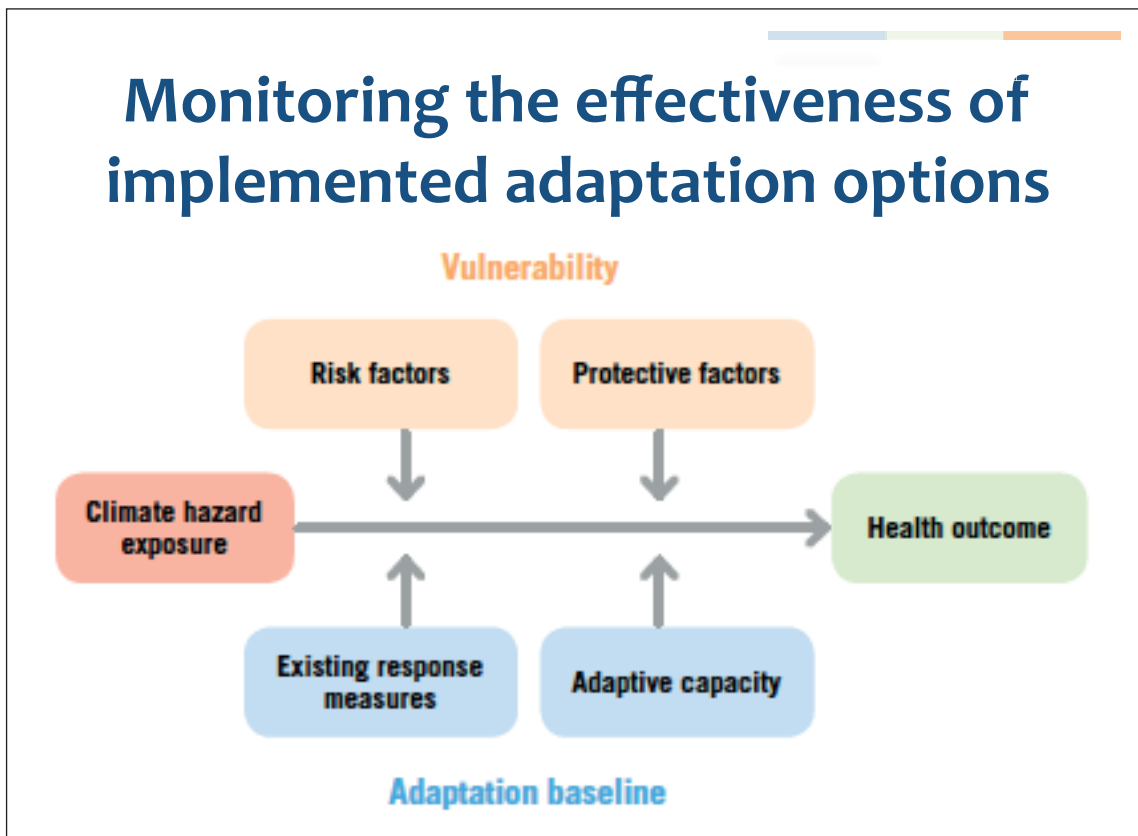 Monitoring the effectiveness of
implemented adaptation options
Vulnerability
Risk factors
Protective factors
Climate hazard
exposure
Health outcome
Existing response
measures
Adaptive capacity
Adaptation baseline